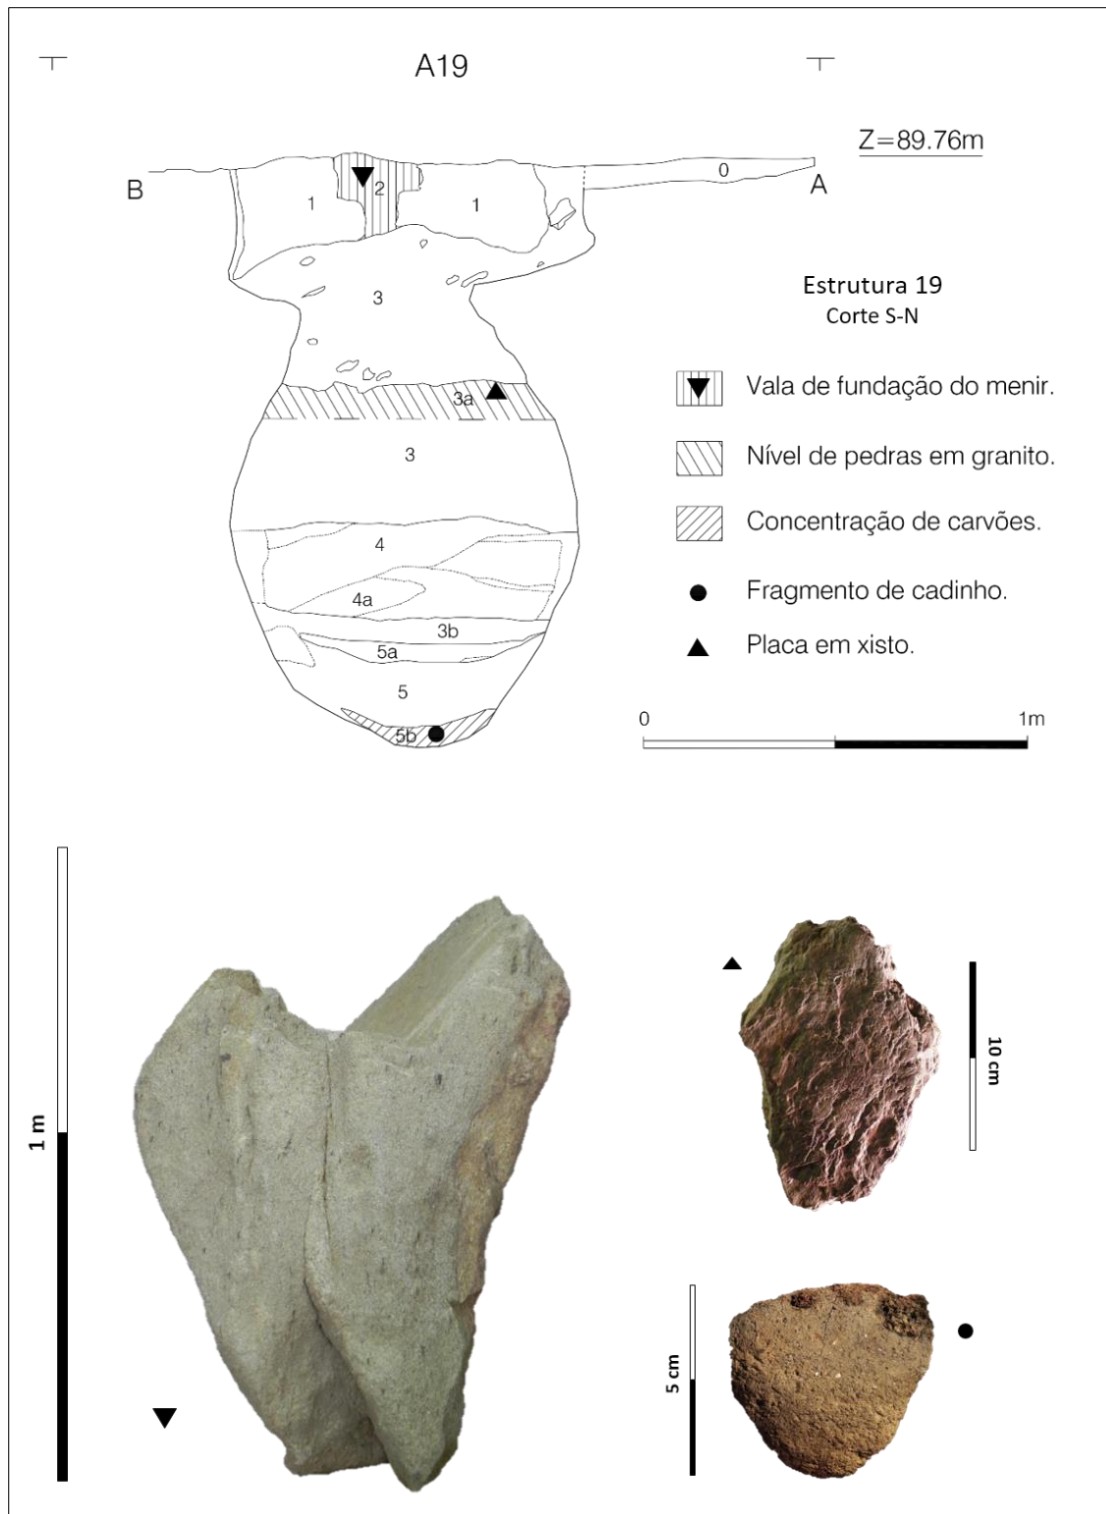 A19
Z=89.76m
B
A
0
1
2
1
3
3a
3
4
4a
3b
5a
5
5b
Estrutura 19
Corte S-N
Vala de fundação do menir.
Nível de pedras em granito.
Concentração de carvões.
Fragmento de cadinho.
Placa em xisto.
0 1m
1 m
10 cm
5 cm